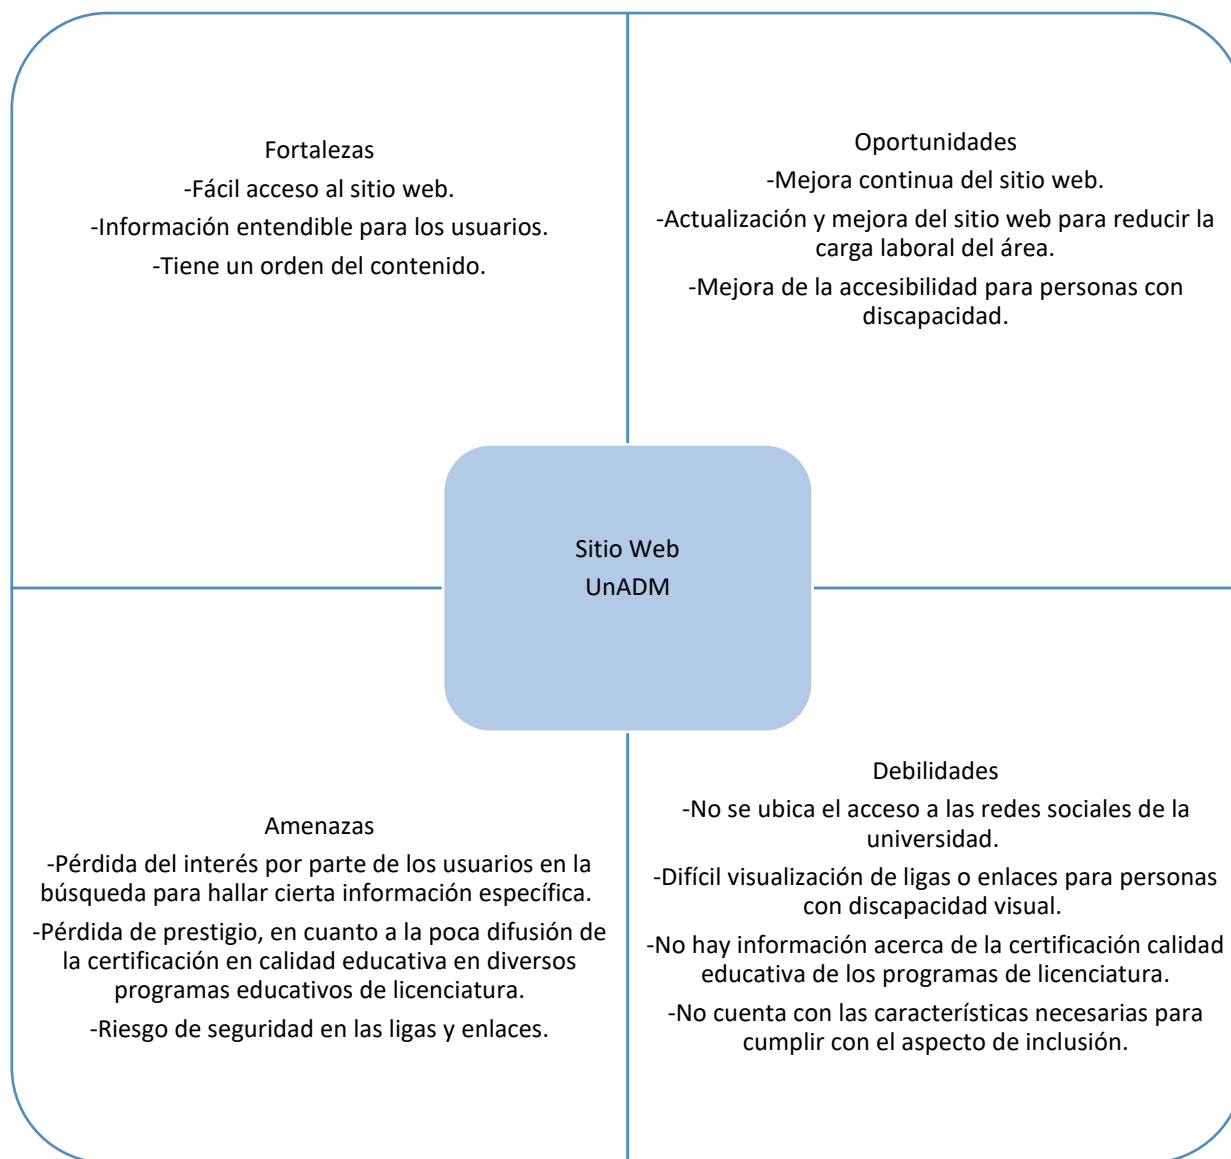 Fortalezas
-Fácil acceso al sitio web.
-Información entendible para los usuarios.
-Tiene un orden del contenido.
Oportunidades
-Mejora continua del sitio web.
-Actualización y mejora del sitio web para reducir la
carga laboral del área.
-Mejora de la accesibilidad para personas con
discapacidad.
Sitio Web
UnADM
Amenazas
-Pérdida del interés por parte de los usuarios en la
búsqueda para hallar cierta información específica.
-Pérdida de prestigio, en cuanto a la poca difusión de
la certificación en calidad educativa en diversos
programas educativos de licenciatura.
-Riesgo de seguridad en las ligas y enlaces.
Debilidades
-No se ubica el acceso a las redes sociales de la
universidad.
-Difícil visualización de ligas o enlaces para personas
con discapacidad visual.
-No hay información acerca de la certificación calidad
educativa de los programas de licenciatura.
-No cuenta con las características necesarias para
cumplir con el aspecto de inclusión.